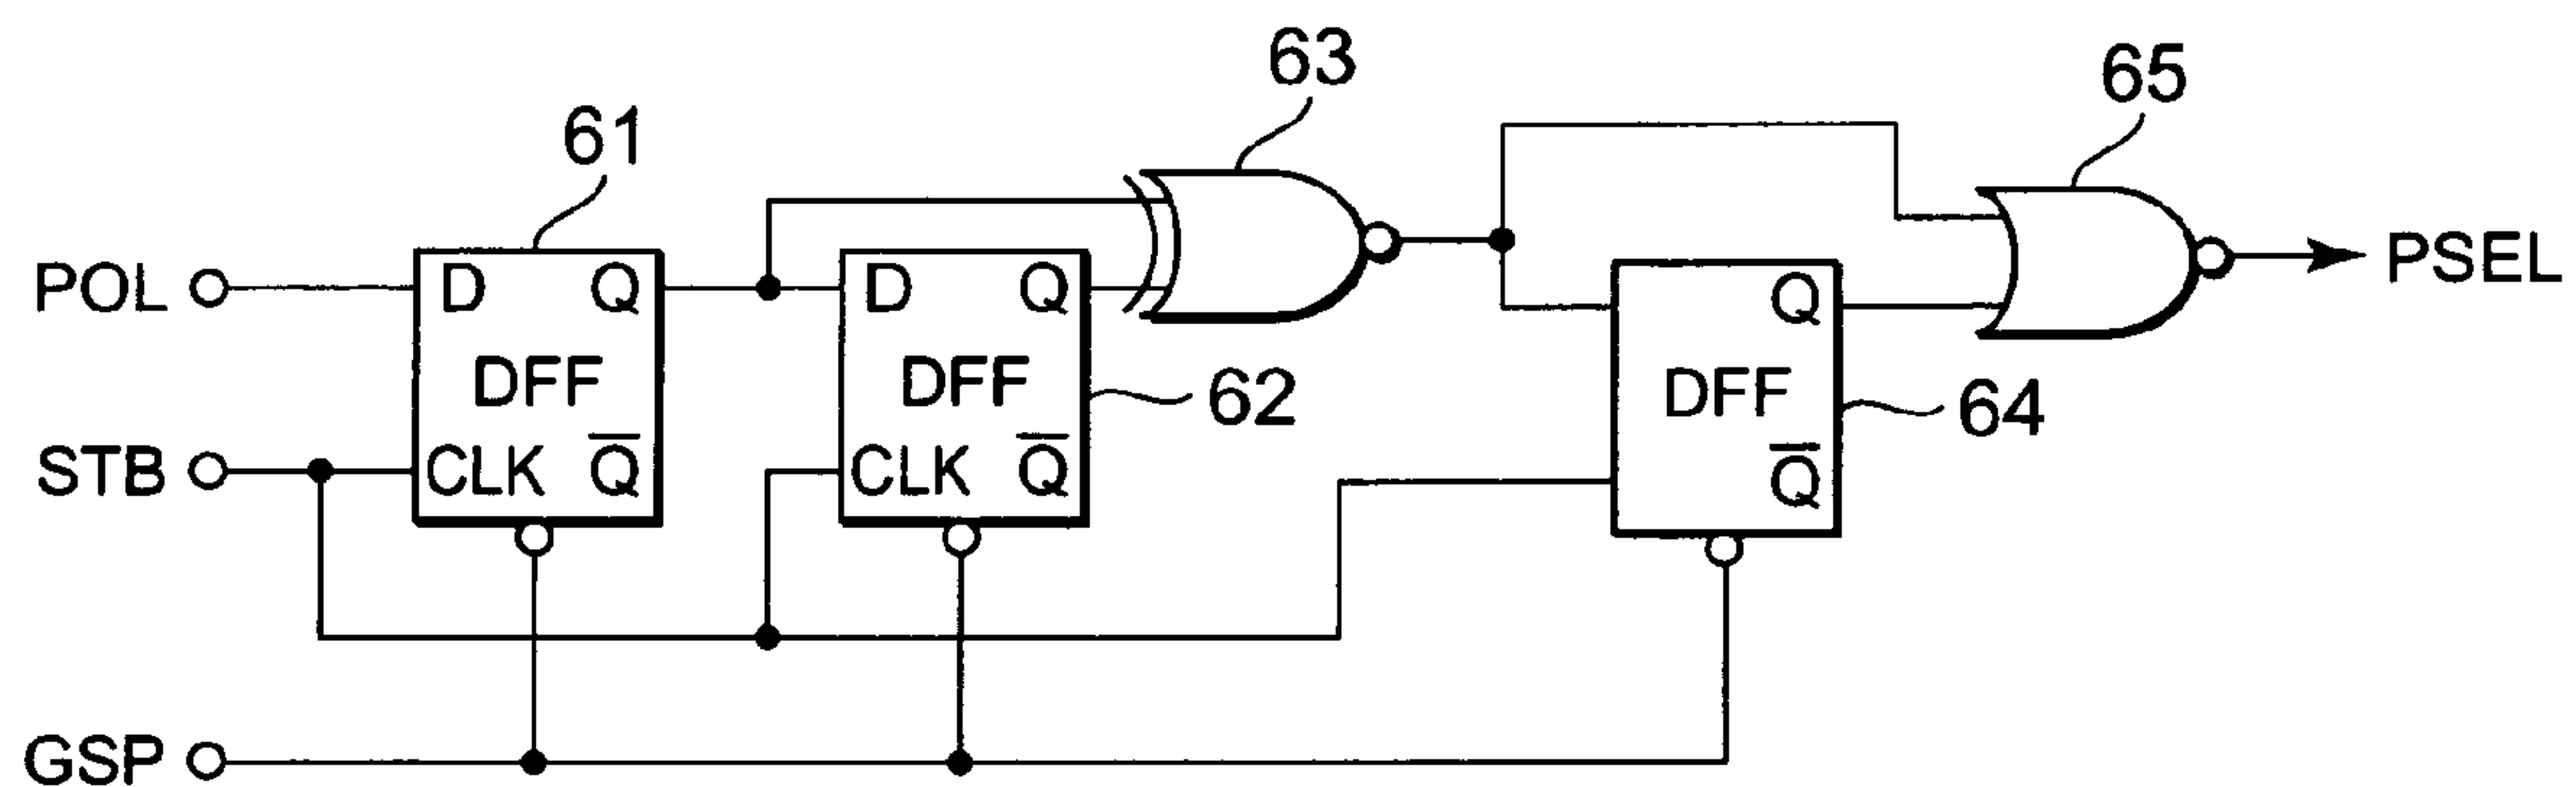 63
65
61
POL
D Q
DFF
CLK Q̅
D Q
DFF
CLK Q̅
62
Q
DFF
Q̅
64
PSEL
STB
GSP